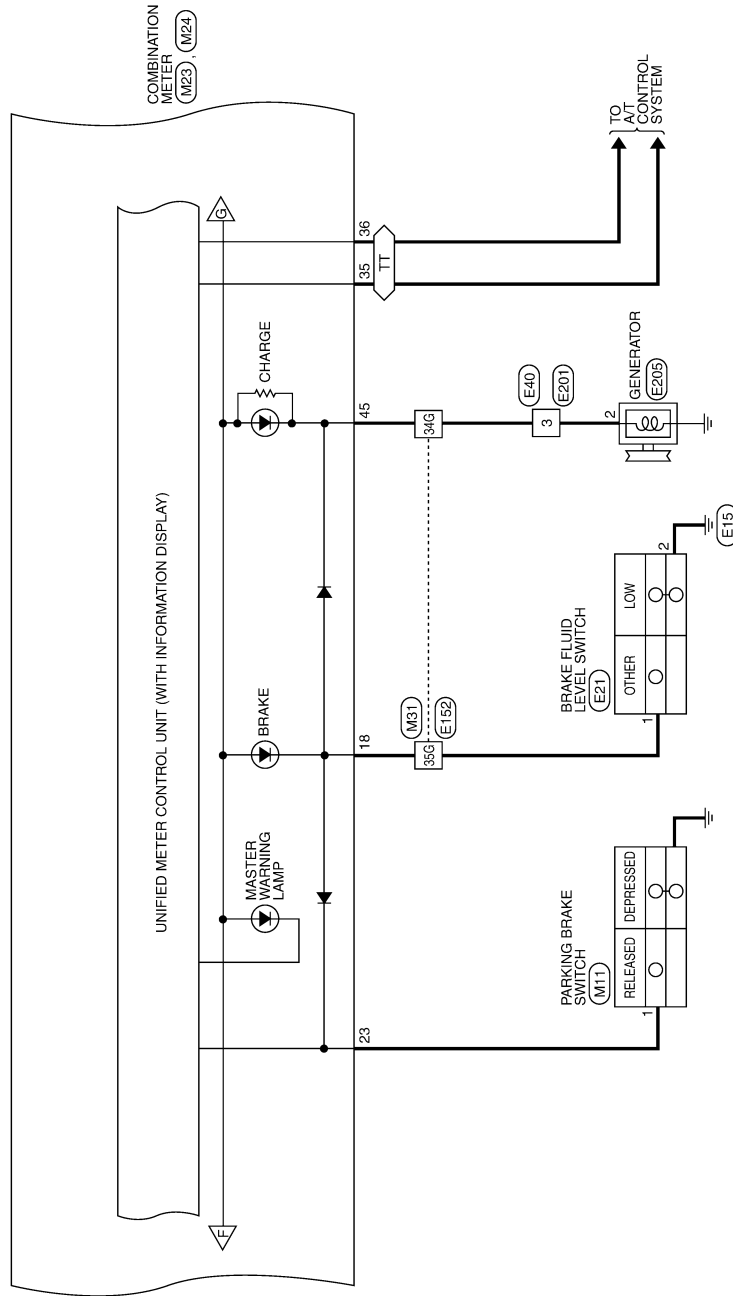 COMBINATION
METER
M23 , M24
UNIFIED METER CONTROL UNIT (WITH INFORMATION DISPLAY)
F
G
MASTER
WARNING
LAMP
BRAKE
CHARGE
23
18
45
35
36
TT
M31
35G
E152
34G
E40
3
E201
TO
A/T
CONTROL
SYSTEM
PARKING BRAKE
SWITCH
M11
1
RELEASED
DEPRESSED
BRAKE FLUID
LEVEL SWITCH
E21
1
OTHER
LOW
2
E15
GENERATOR
E205
2